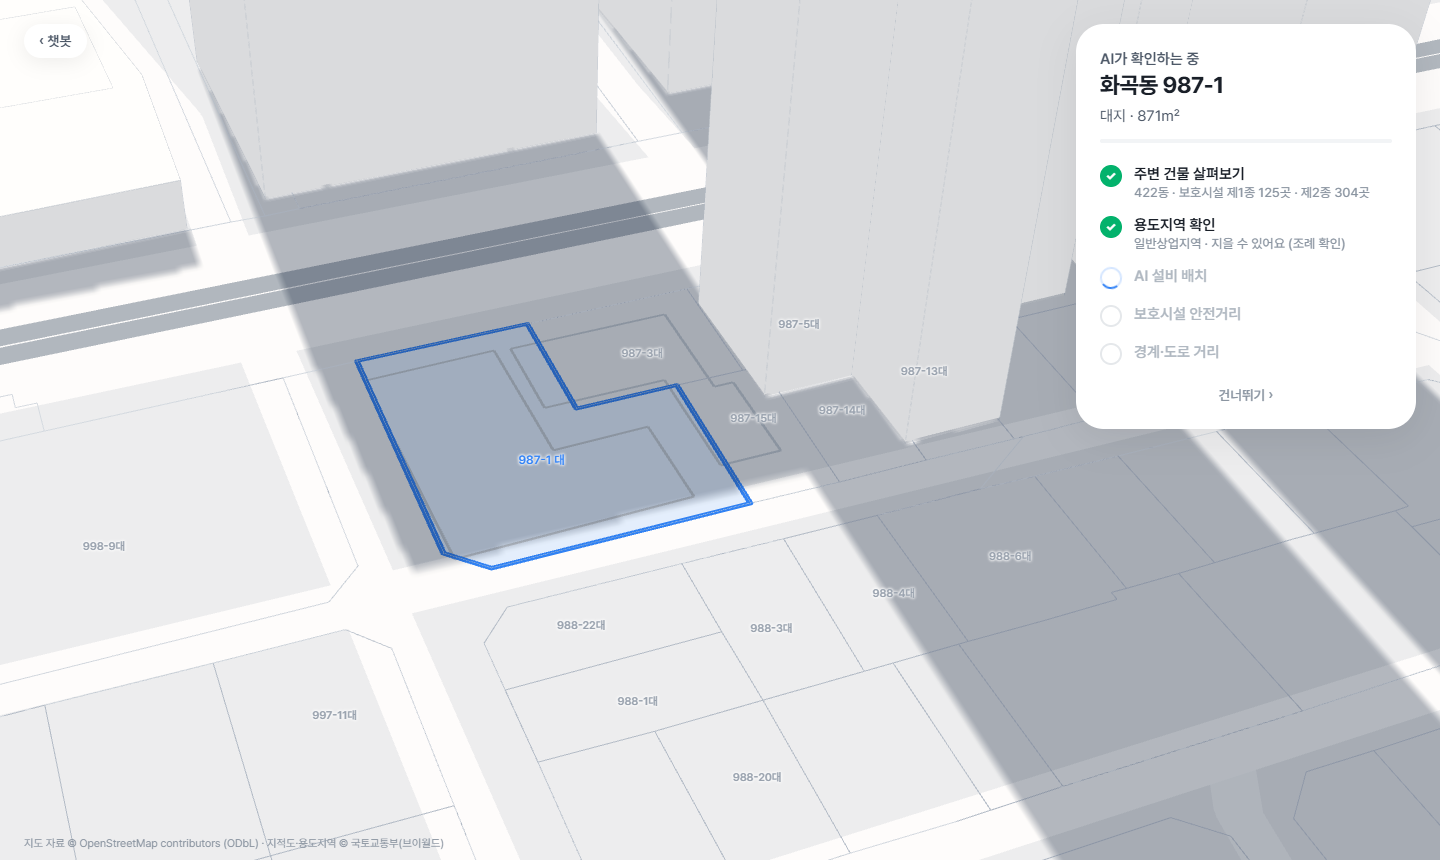 ‹ 챗봇
AI가 확인하는 중
화곡동 987-1
대지 · 871m²
주변 건물 살펴보기
422동 · 보호시설 제1종 125곳 · 제2종 304곳
용도지역 확인
일반상업지역 · 지을 수 있어요 (조례 확인)
AI 설비 배치
보호시설 안전거리
경계·도로 거리
건너뛰기 ›
987-5대
987-3대
987-13대
987-14대
987-15대
987-1 대
998-9대
988-6대
988-4대
988-22대
988-3대
988-1대
997-11대
988-20대
지도 자료 © OpenStreetMap contributors (ODbL) · 지적도·용도지역 © 국토교통부(브이월드)